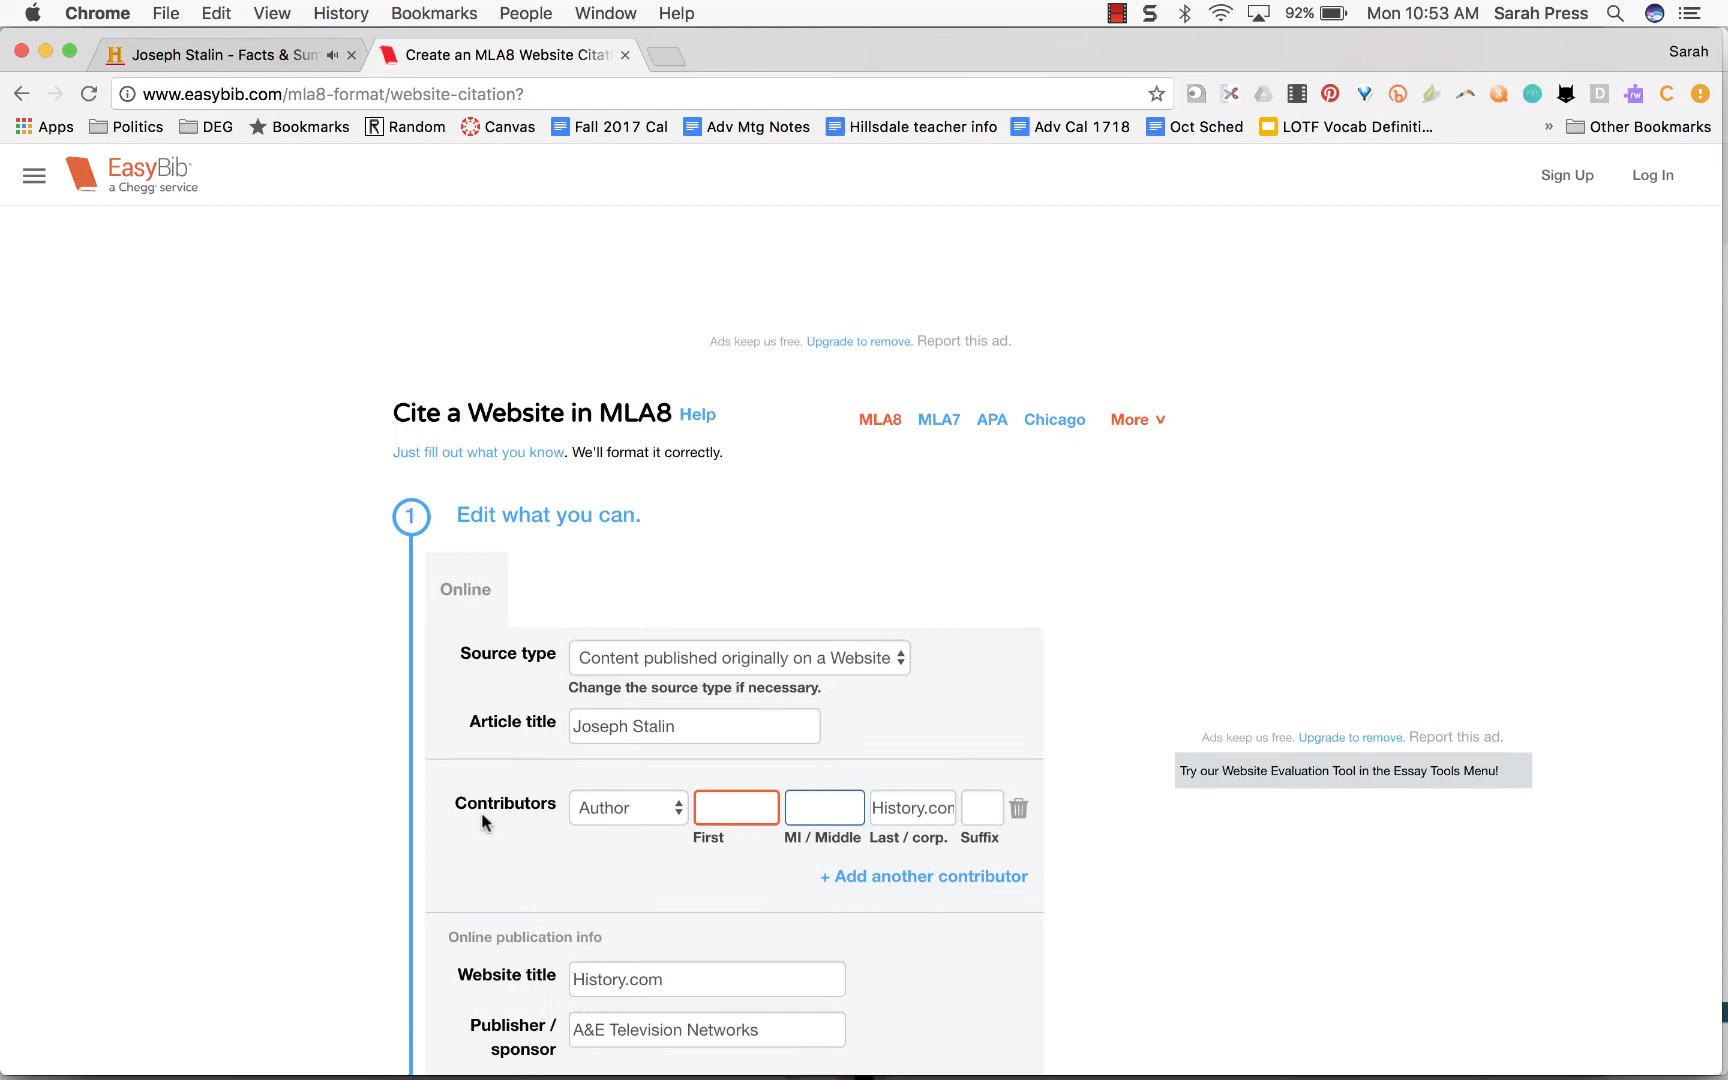 Chrome File Edit View History Bookmarks People Window Help 92% Mon 10:53 AM Sarah Press
Joseph Stalin - Facts & Sum Create an MLA8 Website Citati Sarah
www.easybib.com/mla8-format/website-citation?
Apps Politics DEG Bookmarks Random Canvas Fall 2017 Cal Adv Mtg Notes Hillsdale teacher info Adv Cal 1718 Oct Sched LOTF Vocab Definiti... » Other Bookmarks
EasyBib
a Chegg service
Sign Up Log In
Ads keep us free. Upgrade to remove. Report this ad.
Cite a Website in MLA8 Help MLA8 MLA7 APA Chicago More v
Just fill out what you know. We'll format it correctly.
1 Edit what you can.
Online
Source type Content published originally on a Website
Change the source type if necessary.
Article title Joseph Stalin
Ads keep us free. Upgrade to remove. Report this ad.
Try our Website Evaluation Tool in the Essay Tools Menu!
Contributors Author History.com
First MI / Middle Last / corp. Suffix
+ Add another contributor
Online publication info
Website title History.com
Publisher / sponsor A&E Television Networks